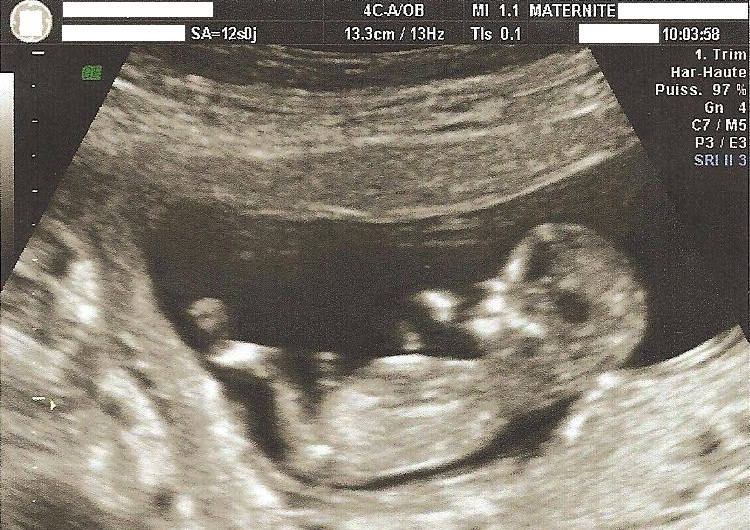 4C-A/OB MI 1.1 MATERNITE
SA=12s0j 13.3cm / 13Hz TIs 0.1 10:03:58
1. Trim
Har-Haute
Puiss. 97 %
Gn 4
C7 / M5
P3 / E3
SRI II 3
GE